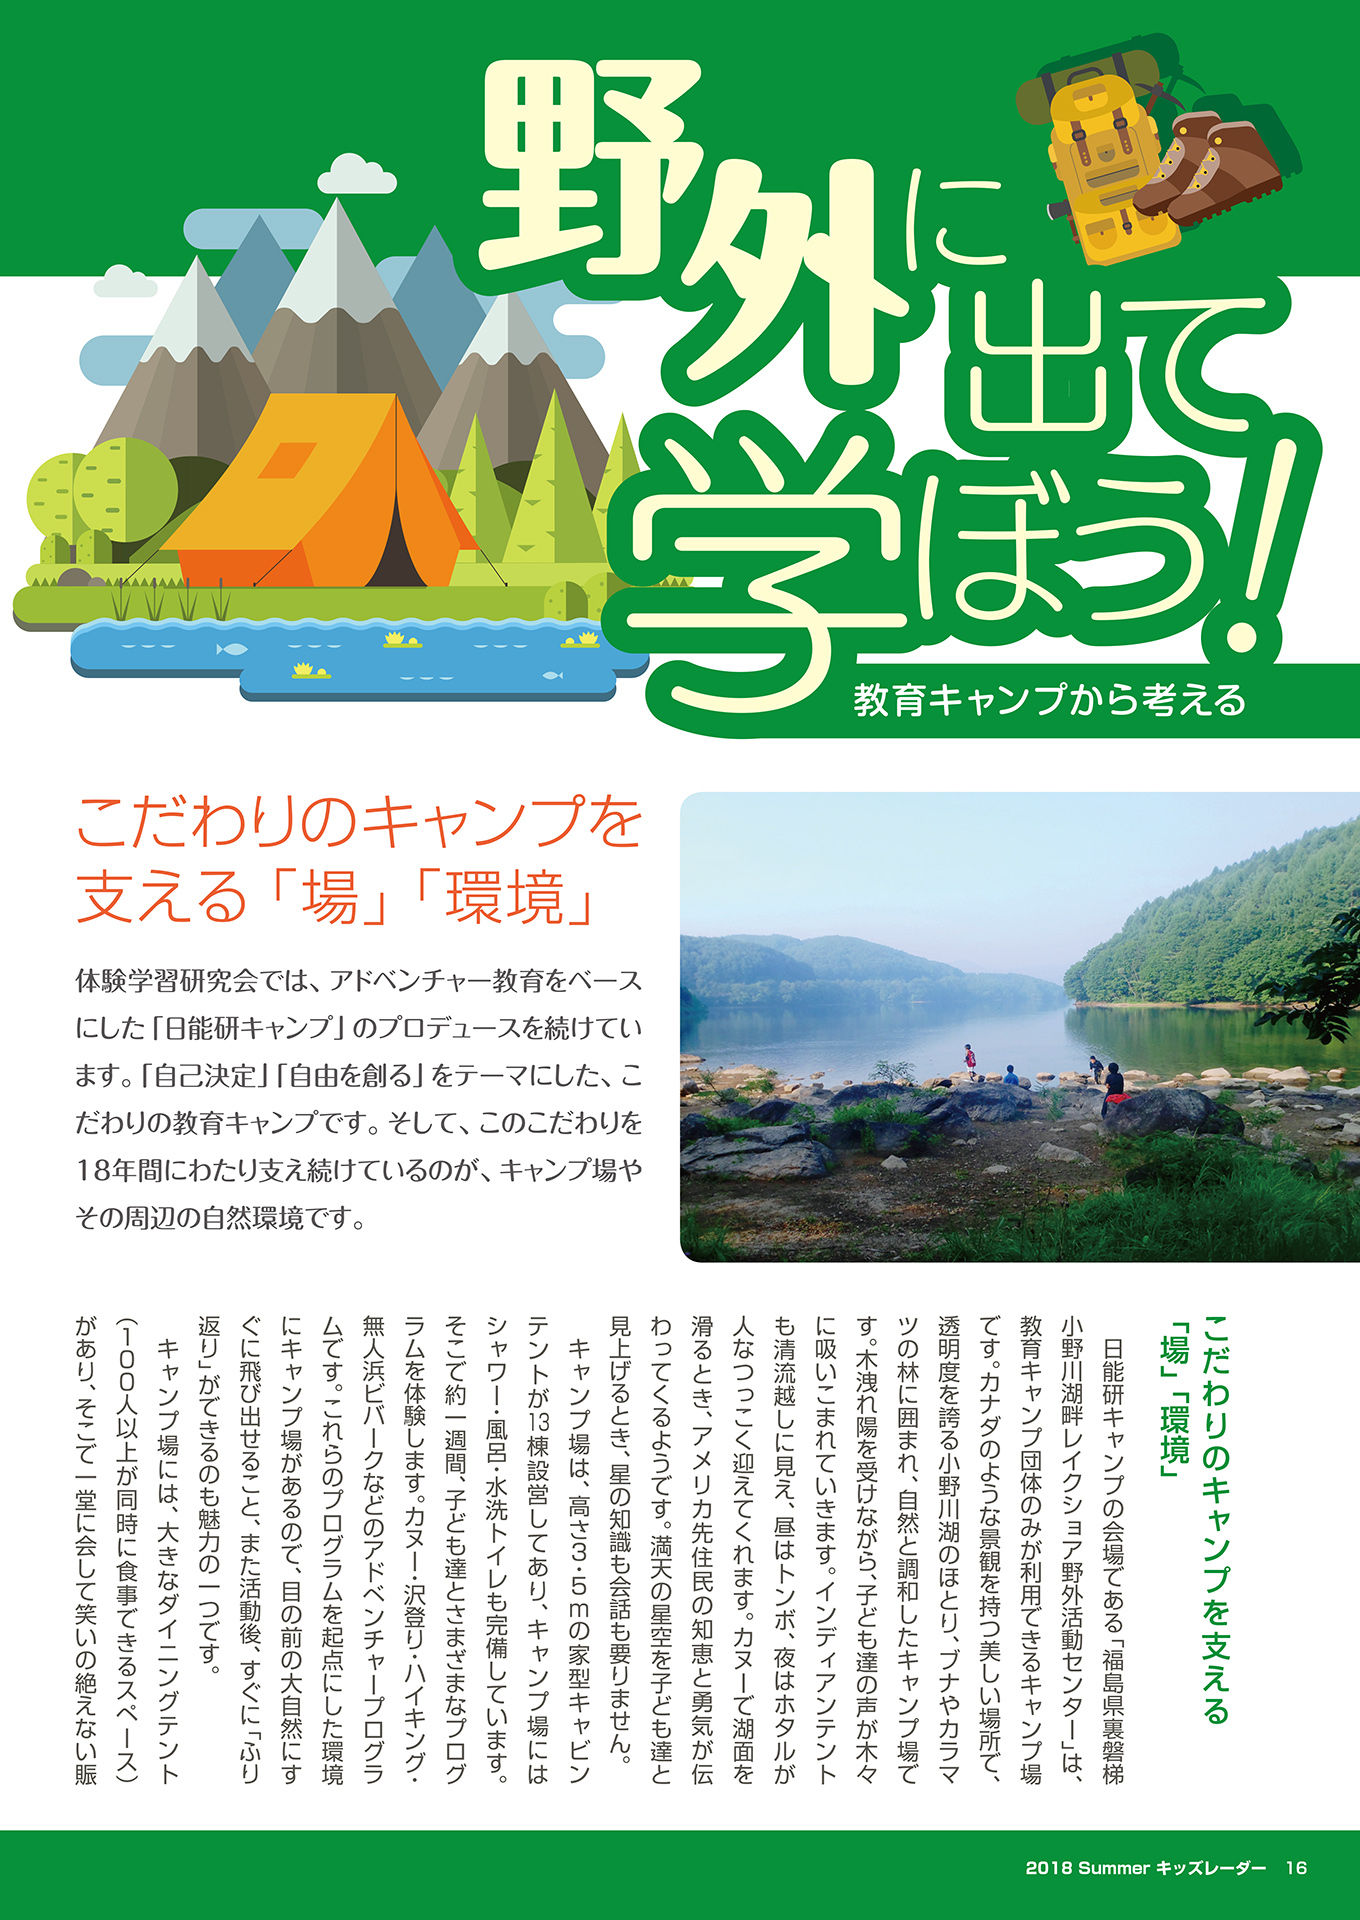 野外に
出て
学ぼう！
教育キャンプから考える
こだわりのキャンプを
支える「場」「環境」
体験学習研究会では、アドベンチャー教育をベース
にした「日能研キャンプ」のプロデュースを続けてい
ます。「自己決定」「自由を創る」をテーマにした、こ
だわりの教育キャンプです。そして、このこだわりを
18年間にわたり支え続けているのが、キャンプ場や
その周辺の自然環境です。
こだわりのキャンプを支える
「場」「環境」
日能研キャンプの会場である「福島県裏磐梯
小野川湖畔レイクショア野外活動センター」は、
教育キャンプ団体のみが利用できるキャンプ場
です。カナダのような景観を持つ美しい場所で、
透明度を誇る小野川湖のほとり、ブナやカラマ
ツの林に囲まれ、自然と調和したキャンプ場で
す。木洩れ陽を受けながら、子ども達の声が木々
に吸いこまれていきます。インディアンテント
も清流越しに見え、昼はトンボ、夜はホタルが
人なつっこく迎えてくれます。カヌーで湖面を
滑るとき、アメリカ先住民の知恵と勇気が伝
わってくるようです。満天の星空を子ども達と
見上げるとき、星の知識も会話も要りません。
キャンプ場は、高さ3・5mの家型キャビン
テントが13棟設営してあり、キャンプ場には
シャワー・風呂・水洗トイレも完備しています。
そこで約一週間、子ども達とさまざまなプログ
ラムを体験します。カヌー・沢登り・ハイキング・
無人浜ビバークなどのアドベンチャープログラ
ムです。これらのプログラムを起点にした環境
にキャンプ場があるので、目の前の大自然にす
ぐに飛び出せること、また活動後、すぐに「ふり
返り」ができるのも魅力の一つです。
キャンプ場には、大きなダイニングテント
（100人以上が同時に食事できるスペース）
があり、そこで一堂に会して笑いの絶えない賑
2018 Summer キッズレーダー 16